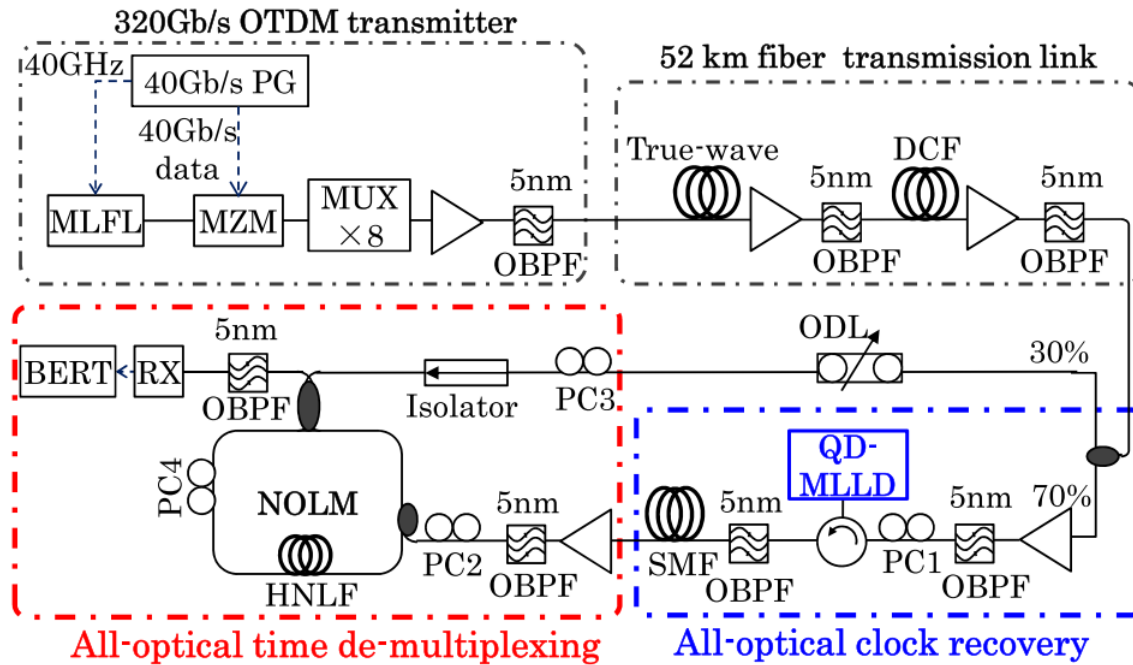 320Gb/s OTDM transmitter
40GHz
40Gb/s PG
40Gb/s
data
MLFL
MZM
MUX
×8
5nm
OBPF
52 km fiber transmission link
True-wave
5nm
OBPF
DCF
5nm
OBPF
BERT
RX
5nm
OBPF
Isolator
PC3
ODL
30%
PC4
NOLM
HNLF
PC2
5nm
OBPF
All-optical time de-multiplexing
QD-
MLLD
SMF
5nm
OBPF
PC1
5nm
OBPF
70%
All-optical clock recovery